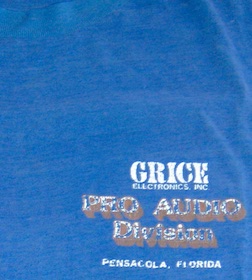 GRICE
ELECTRONICS, INC
PRO AUDIO
Division
PENSACOLA, FLORIDA